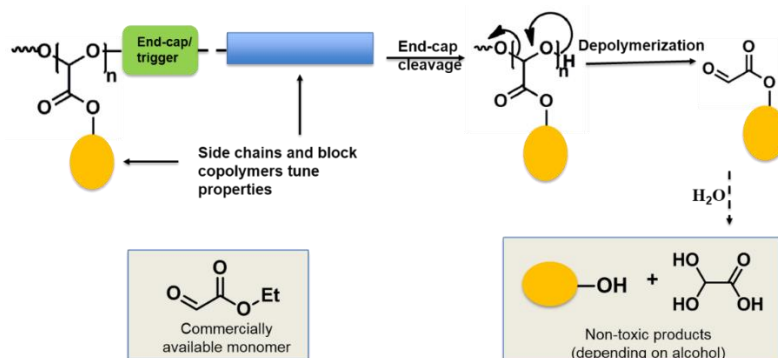 End-cap/
trigger
O
O
n
O
O
Side chains and block
copolymers tune
properties
End-cap
cleavage
O
O
H
n
O
O
Depolymerization
O
O
O
H₂O
O
O
O
Et
Commercially
available monomer
OH
+
HO
O
HO
OH
Non-toxic products
(depending on alcohol)